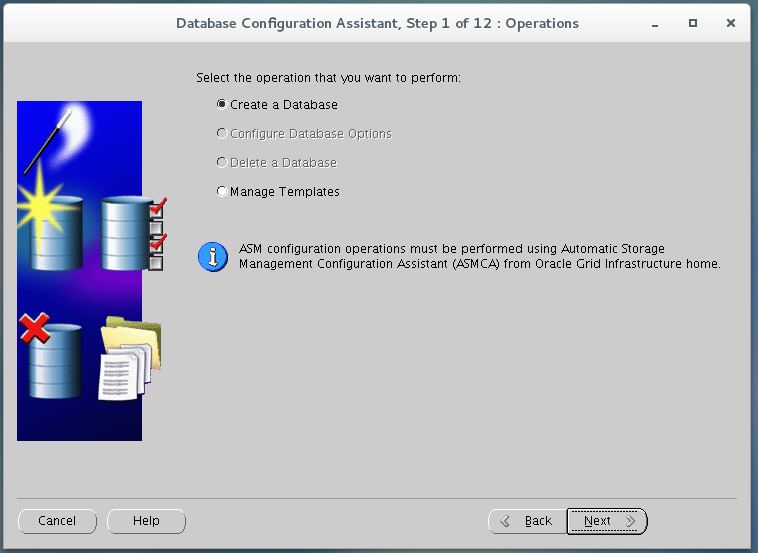 Database Configuration Assistant, Step 1 of 12 : Operations
Select the operation that you want to perform:
Create a Database
Configure Database Options
Delete a Database
Manage Templates
ASM configuration operations must be performed using Automatic Storage
Management Configuration Assistant (ASMCA) from Oracle Grid Infrastructure home.
Cancel
Help
Back
Next